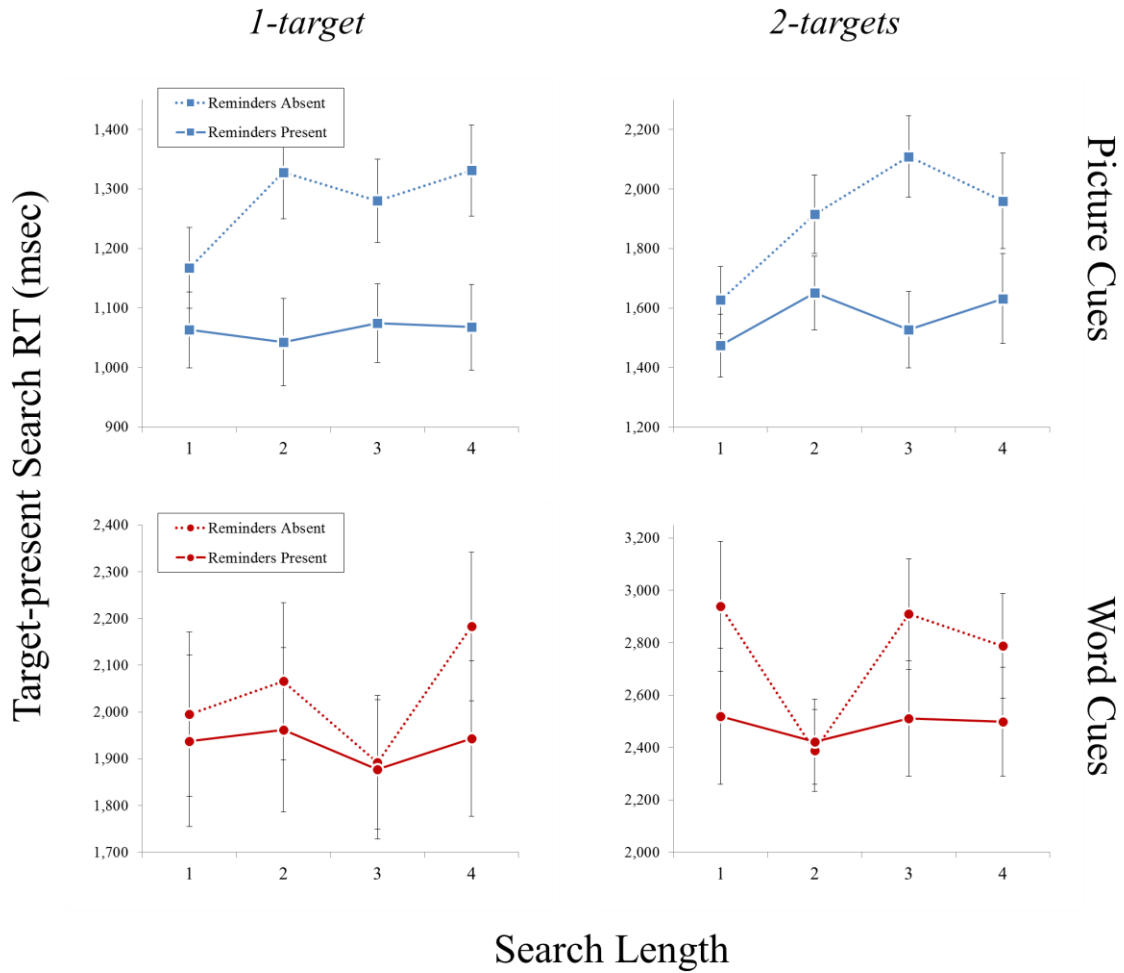 1-target
2-targets
Target-present Search RT (msec)
Reminders Absent
Reminders Present
1,400
1,300
1,200
1,100
1,000
900
1 2 3 4
2,200
2,000
1,800
1,600
1,400
1,200
1 2 3 4
Picture Cues
Reminders Absent
Reminders Present
2,400
2,300
2,200
2,100
2,000
1,900
1,800
1,700
1 2 3 4
3,200
3,000
2,800
2,600
2,400
2,200
2,000
1 2 3 4
Word Cues
Search Length